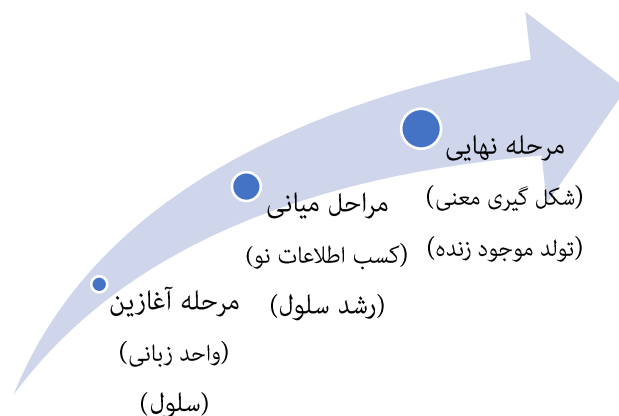 مرحله نهایی
(شکل گیری معنی)
(تولد موجود زنده)
مراحل میانی
(کسب اطلاعات نو)
(رشد سلول)
مرحله آغازین
(واحد زبانی)
(سلول)